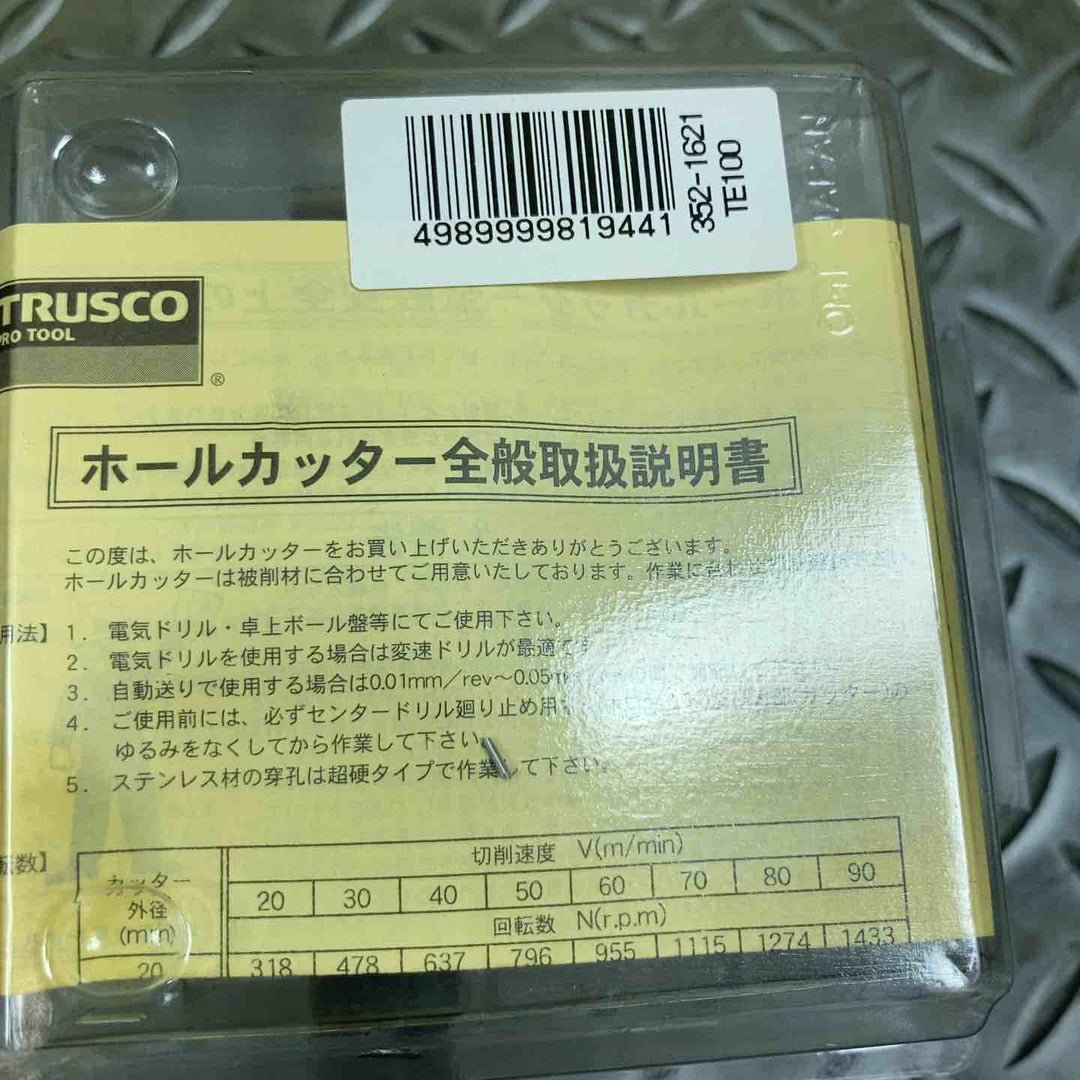 4989999819441
352-1621
TE100
TRUSCO
PRO TOOL
®
ホールカッター全般取扱説明書
この度は、ホールカッターをお買い上げいただきありがとうございます。
ホールカッターは被削材に合わせてご用意いたしております。作業に合わ
用法】
1. 電気ドリル・卓上ボール盤等にてご使用下さい。
2. 電気ドリルを使用する場合は変速ドリルが最適で
3. 自動送りで使用する場合は0.01mm/rev～0.05m
4. ご使用前には、必ずセンタードリル廻り止め用
ゆるみをなくしてから作業して下さい。
5. ステンレス材の穿孔は超硬タイプで作業して下さい。
転数】
カッター外径(mm) 切削速度 V(m/min)
20 30 40 50 60 70 80 90
回転数 N(r.p.m)
20 318 478 637 796 955 1115 1274 1433